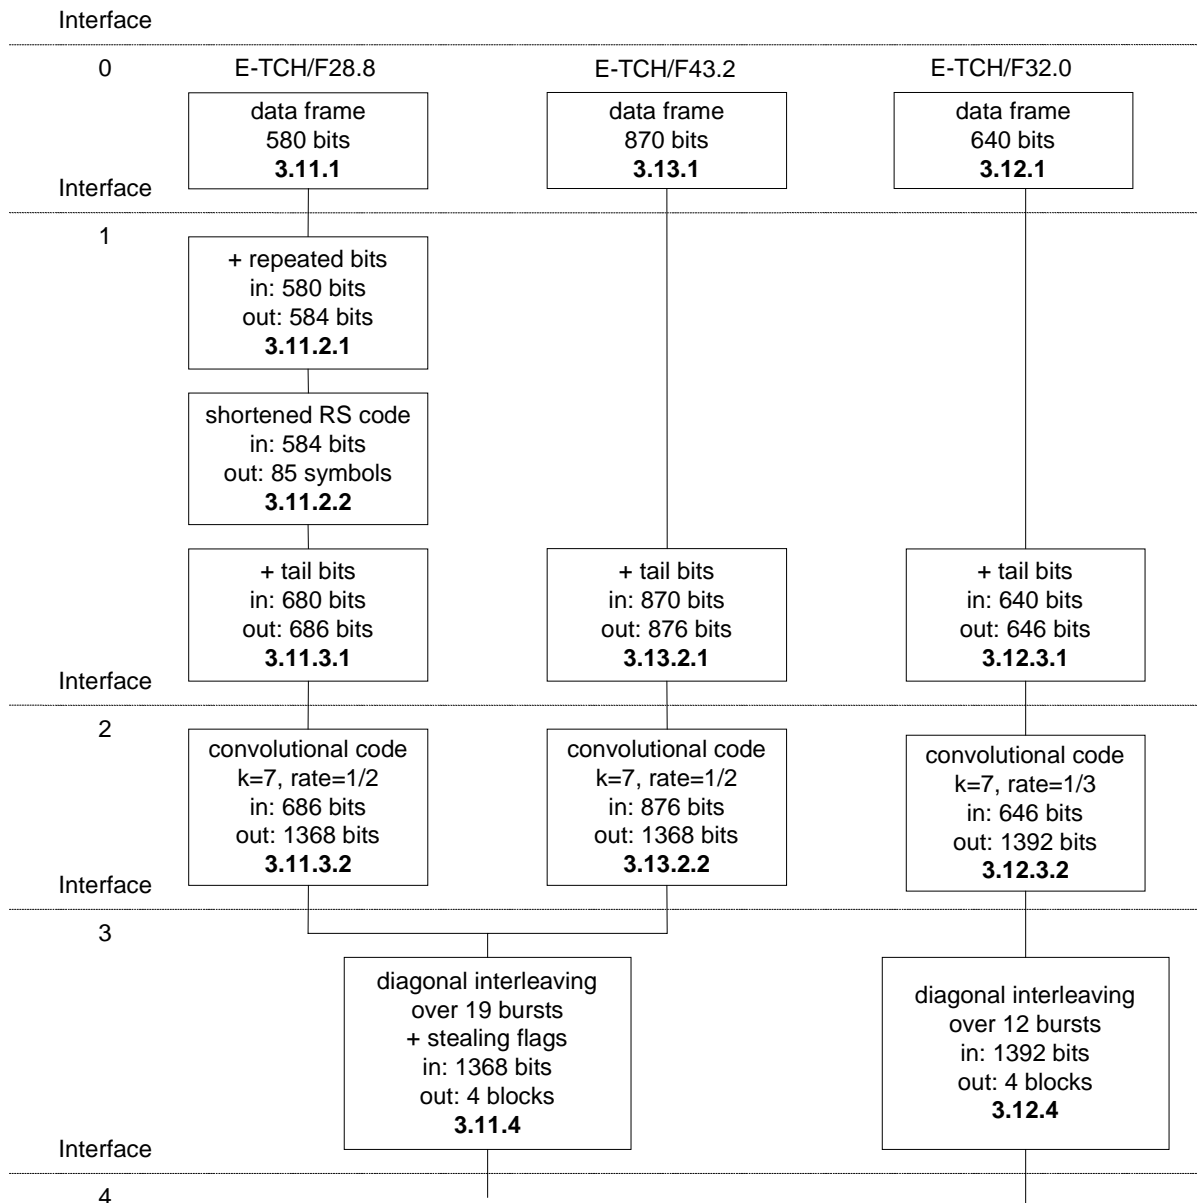 Interface
0
E-TCH/F28.8
E-TCH/F43.2
E-TCH/F32.0
data frame
580 bits
3.11.1
data frame
870 bits
3.13.1
data frame
640 bits
3.12.1
Interface
1
+ repeated bits
in: 580 bits
out: 584 bits
3.11.2.1
shortened RS code
in: 584 bits
out: 85 symbols
3.11.2.2
+ tail bits
in: 680 bits
out: 686 bits
3.11.3.1
+ tail bits
in: 870 bits
out: 876 bits
3.13.2.1
+ tail bits
in: 640 bits
out: 646 bits
3.12.3.1
Interface
2
convolutional code
k=7, rate=1/2
in: 686 bits
out: 1368 bits
3.11.3.2
convolutional code
k=7, rate=1/2
in: 876 bits
out: 1368 bits
3.13.2.2
convolutional code
k=7, rate=1/3
in: 646 bits
out: 1392 bits
3.12.3.2
Interface
3
diagonal interleaving
over 19 bursts
+ stealing flags
in: 1368 bits
out: 4 blocks
3.11.4
diagonal interleaving
over 12 bursts
in: 1392 bits
out: 4 blocks
3.12.4
Interface
4